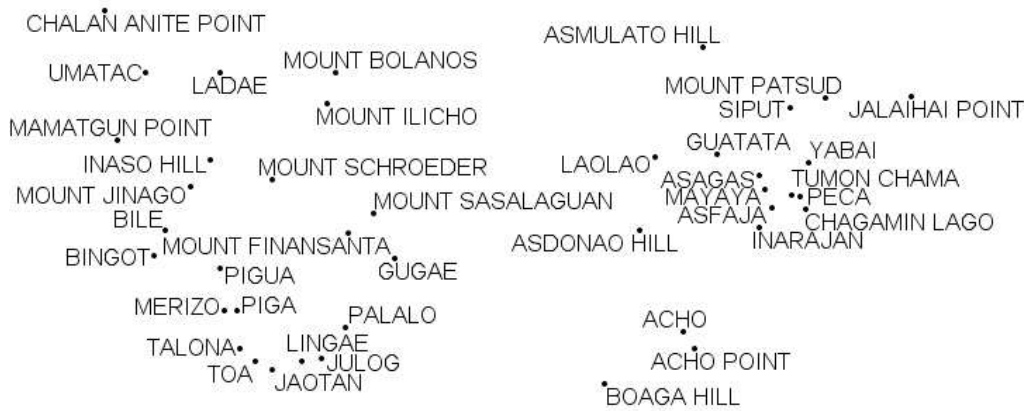 CHALAN ANITE POINT
ASMULATO HILL
UMATAC
LADAE
MOUNT BOLANOS
MOUNT PATSUD
SIPUT
JALAIHAI POINT
MOUNT ILICHO
MAMATGUN POINT
GUATATA
YABAI
INASO HILL
MOUNT SCHROEDER
LAOLAO
ASAGAS
TUMON CHAMA
MOUNT JINAGO
MOUNT SASALAGUAN
MAYAYA
PECA
BILE
ASFAJA
CHAGAMIN LAGO
MOUNT FINANSANTA
ASDONAO HILL
INARAJAN
BINGOT
PIGUA
GUGAE
MERIZO
PIGA
PALALO
ACHO
TALONA
LINGAE
JULOG
ACHO POINT
TOA
JAOTAN
BOAGA HILL